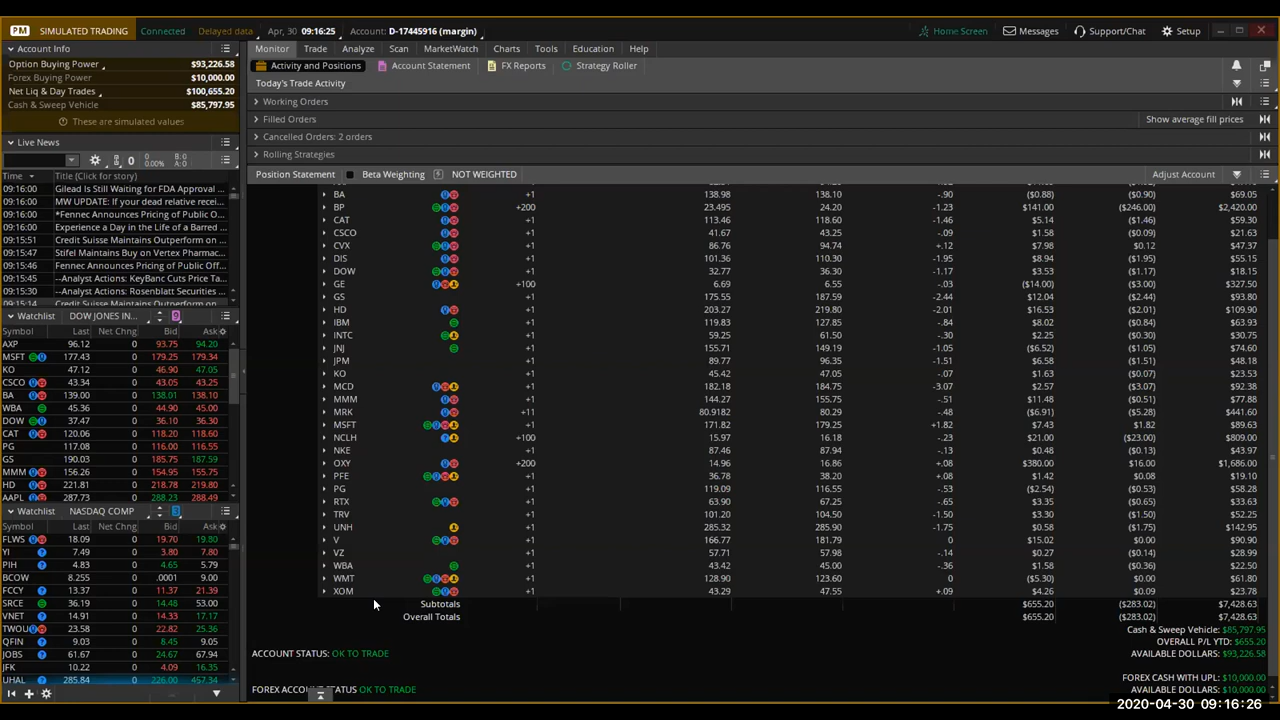 PM SIMULATED TRADING Connected Delayed data Apr, 30 09:16:25 Account: D-17445916 (margin) Home Screen Messages Support/Chat Setup
Account Info
Option Buying Power $93,226.58
Forex Buying Power $10,000.00
Net Liq & Day Trades $100,655.20
Cash & Sweep Vehicle $85,797.95
These are simulated values
Live News
0 0 0.00% B: 0 A: 0
Time Title (Click for story)
09:16:00 Gilead Is Still Waiting for FDA Approval ...
09:16:00 MW UPDATE: If your dead relative recei...
09:16:00 *Fennec Announces Pricing of Public O...
09:16:00 Experience a Day in the Life of a Barred ...
09:15:51 Credit Suisse Maintains Outperform on ...
09:15:47 Stifel Maintains Buy on Vertex Pharmac...
09:15:46 Fennec Announces Pricing of Public Off...
09:15:45 --Analyst Actions: KeyBanc Cuts Price Ta...
09:15:30 --Analyst Actions: Rosenblatt Securities ...
09:15:14 Credit Suisse Maintains Outperform on
Watchlist DOW JONES IN... 9
Symbol Last Net Chng Bid Ask
AXP 96.12 0 93.75 94.20
MSFT 177.43 0 179.25 179.34
KO 47.12 0 46.90 47.05
CSCO 43.34 0 43.05 43.25
BA 139.00 0 138.01 138.10
WBA 45.36 0 44.90 45.00
DOW 37.47 0 36.10 36.30
CAT 120.06 0 118.20 118.60
PG 117.08 0 116.00 116.55
GS 190.03 0 185.75 187.59
MMM 156.26 0 154.95 155.75
HD 221.81 0 218.78 219.80
AAPL 287.73 0 288.23 288.49
Watchlist NASDAQ COMP 3
Symbol Last Net Chng Bid Ask
FLWS 18.09 0 19.70 19.80
YI 7.49 0 3.80 7.80
PIH 4.83 0 4.65 5.79
BCOW 8.255 0 .0001 9.00
FCCY 13.37 0 11.37 21.39
SRCE 36.19 0 14.48 53.00
VNET 14.91 0 14.33 17.17
TWOU 23.58 0 22.82 25.36
QFIN 9.03 0 8.45 9.05
JOBS 61.67 0 24.67 67.94
JFK 10.22 0 4.09 16.35
UHAL 285.84 0 226.00 457.34
Monitor Trade Analyze Scan MarketWatch Charts Tools Education Help
Activity and Positions Account Statement FX Reports Strategy Roller
Today's Trade Activity
Working Orders
Filled Orders Show average fill prices
Cancelled Orders: 2 orders
Rolling Strategies
Position Statement Beta Weighting NOT WEIGHTED Adjust Account
BA +1 138.98 138.10 -.90 ($0.88) ($0.90) $69.05
BP +200 23.495 24.20 -1.23 $141.00 ($246.00) $2,420.00
CAT +1 113.46 118.60 -1.46 $5.14 ($1.46) $59.30
CSCO +1 41.67 43.25 -.09 $1.58 ($0.09) $21.63
CVX +1 86.76 94.74 +.12 $7.98 $0.12 $47.37
DIS +1 101.36 110.30 -1.95 $8.94 ($1.95) $55.15
DOW +1 32.77 36.30 -1.17 $3.53 ($1.17) $18.15
GE +100 6.69 6.55 -.03 ($14.00) ($3.00) $327.50
GS +1 175.55 187.59 -2.44 $12.04 ($2.44) $93.80
HD +1 203.27 219.80 -2.01 $16.53 ($2.01) $109.90
IBM +1 119.83 127.85 -.84 $8.02 ($0.84) $63.93
INTC +1 59.25 61.50 -.30 $2.25 ($0.30) $30.75
JNJ +1 155.71 149.19 -1.05 ($6.52) ($1.05) $74.60
JPM +1 89.77 96.35 -1.51 $6.58 ($1.51) $48.18
KO +1 45.42 47.05 -.07 $1.63 ($0.07) $23.53
MCD +1 182.18 184.75 -3.07 $2.57 ($3.07) $92.38
MMM +1 144.27 155.75 -.51 $11.48 ($0.51) $77.88
MRK +11 80.9182 80.29 -.48 ($6.91) ($5.28) $441.60
MSFT +1 171.82 179.25 +1.82 $7.43 $1.82 $89.63
NCLH +100 15.97 16.18 -.23 $21.00 ($23.00) $809.00
NKE +1 87.46 87.94 -.13 $0.48 ($0.13) $43.97
OXY +200 14.96 16.86 +.08 $380.00 $16.00 $1,686.00
PFE +1 36.78 38.20 +.08 $1.42 $0.08 $19.10
PG +1 119.09 116.55 -.53 ($2.54) ($0.53) $58.28
RTX +1 63.90 67.25 -.65 $3.35 ($0.65) $33.63
TRV +1 101.20 104.50 -1.50 $3.30 ($1.50) $52.25
UNH +1 285.32 285.90 -1.75 $0.58 ($1.75) $142.95
V +1 166.77 181.79 0 $15.02 $0.00 $90.90
VZ +1 57.71 57.98 -.14 $0.27 ($0.14) $28.99
WBA +1 43.42 45.00 -.36 $1.58 ($0.36) $22.50
WMT +1 128.90 123.60 0 ($5.30) $0.00 $61.80
XOM +1 43.29 47.55 +.09 $4.26 $0.09 $23.78
Subtotals $655.20 ($283.02) $7,428.63
Overall Totals $655.20 ($283.02) $7,428.63
Cash & Sweep Vehicle: $85,797.95
OVERALL P/L YTD: $655.20
ACCOUNT STATUS: OK TO TRADE AVAILABLE DOLLARS: $93,226.58
FOREX CASH WITH UPL: $10,000.00
FOREX ACCOUNT STATUS OK TO TRADE AVAILABLE DOLLARS: $10,000.00
2020-04-30 09:16:26